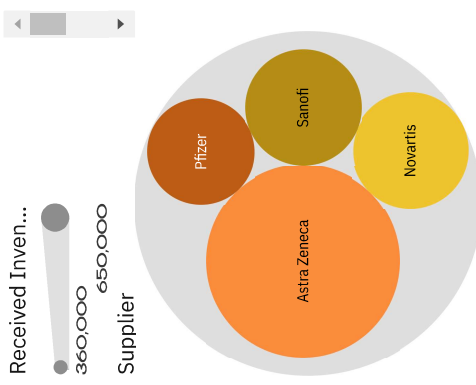 Received Inven...
360,000
650,000
Supplier
Pfizer
Sanofi
Novartis
Astra Zeneca